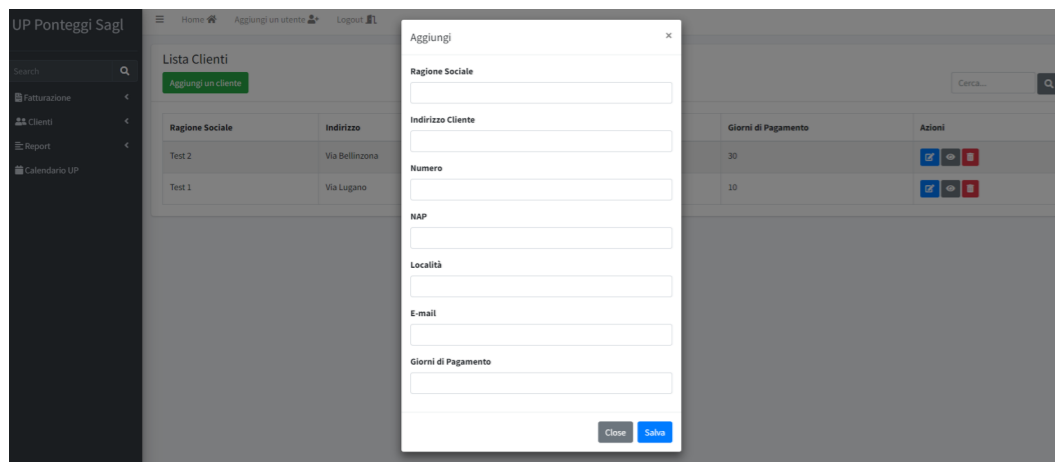 UP Ponteggi Sagl
Search
Fatturazione
Clienti
Report
Calendario UP
Home Aggiungi un utente Logout
Lista Clienti
Aggiungi un cliente
Cerca...
Ragione Sociale Indirizzo Giorni di Pagamento Azioni
Test 2 Via Bellinzona 30
Test 1 Via Lugano 10
Aggiungi ×
Ragione Sociale
Indirizzo Cliente
Numero
NAP
Località
E-mail
Giorni di Pagamento
Close Salva